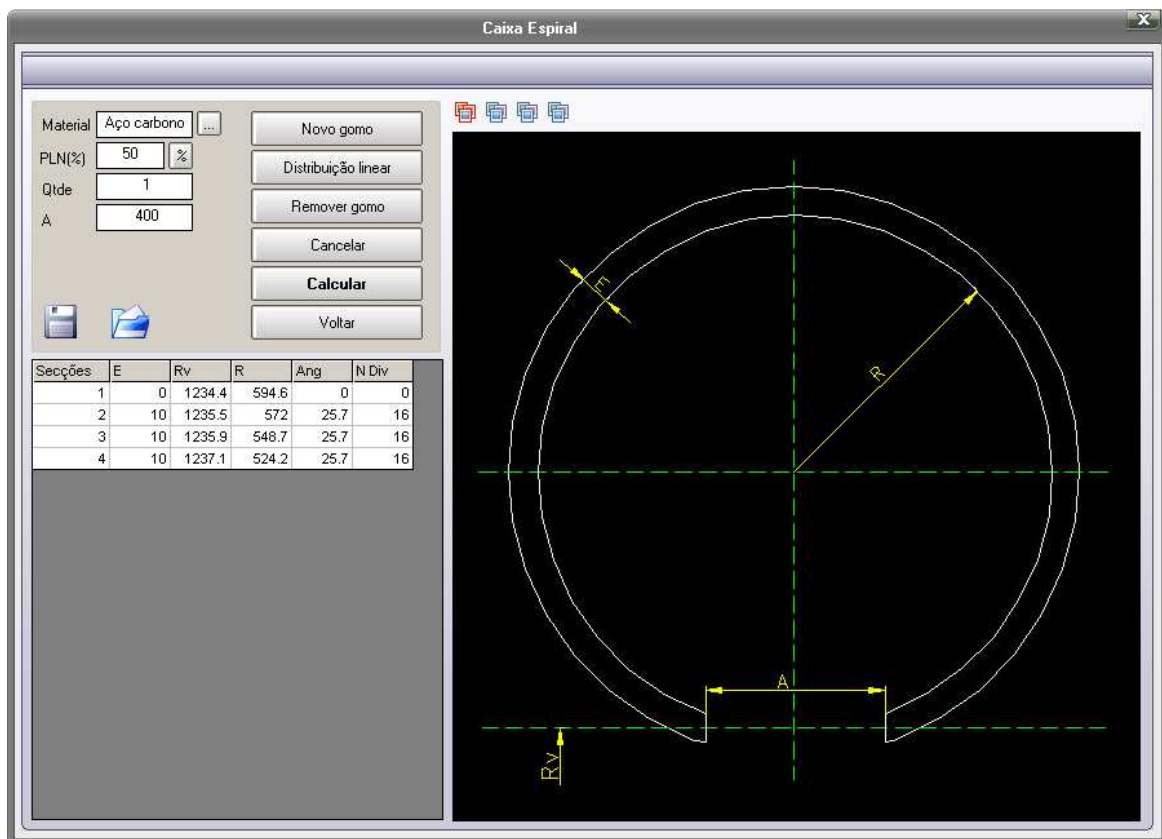 Caixa Espiral
Material Aço carbono ... Novo gomo
PLN(%) 50 % Distribuição linear
Qtde 1 Remover gomo
A 400
Cancelar
Calcular
Voltar
Secções E Rv R Ang N Div
1 0 1234.4 594.6 0 0
2 10 1235.5 572 25.7 16
3 10 1235.9 548.7 25.7 16
4 10 1237.1 524.2 25.7 16
E
R
A
Rv